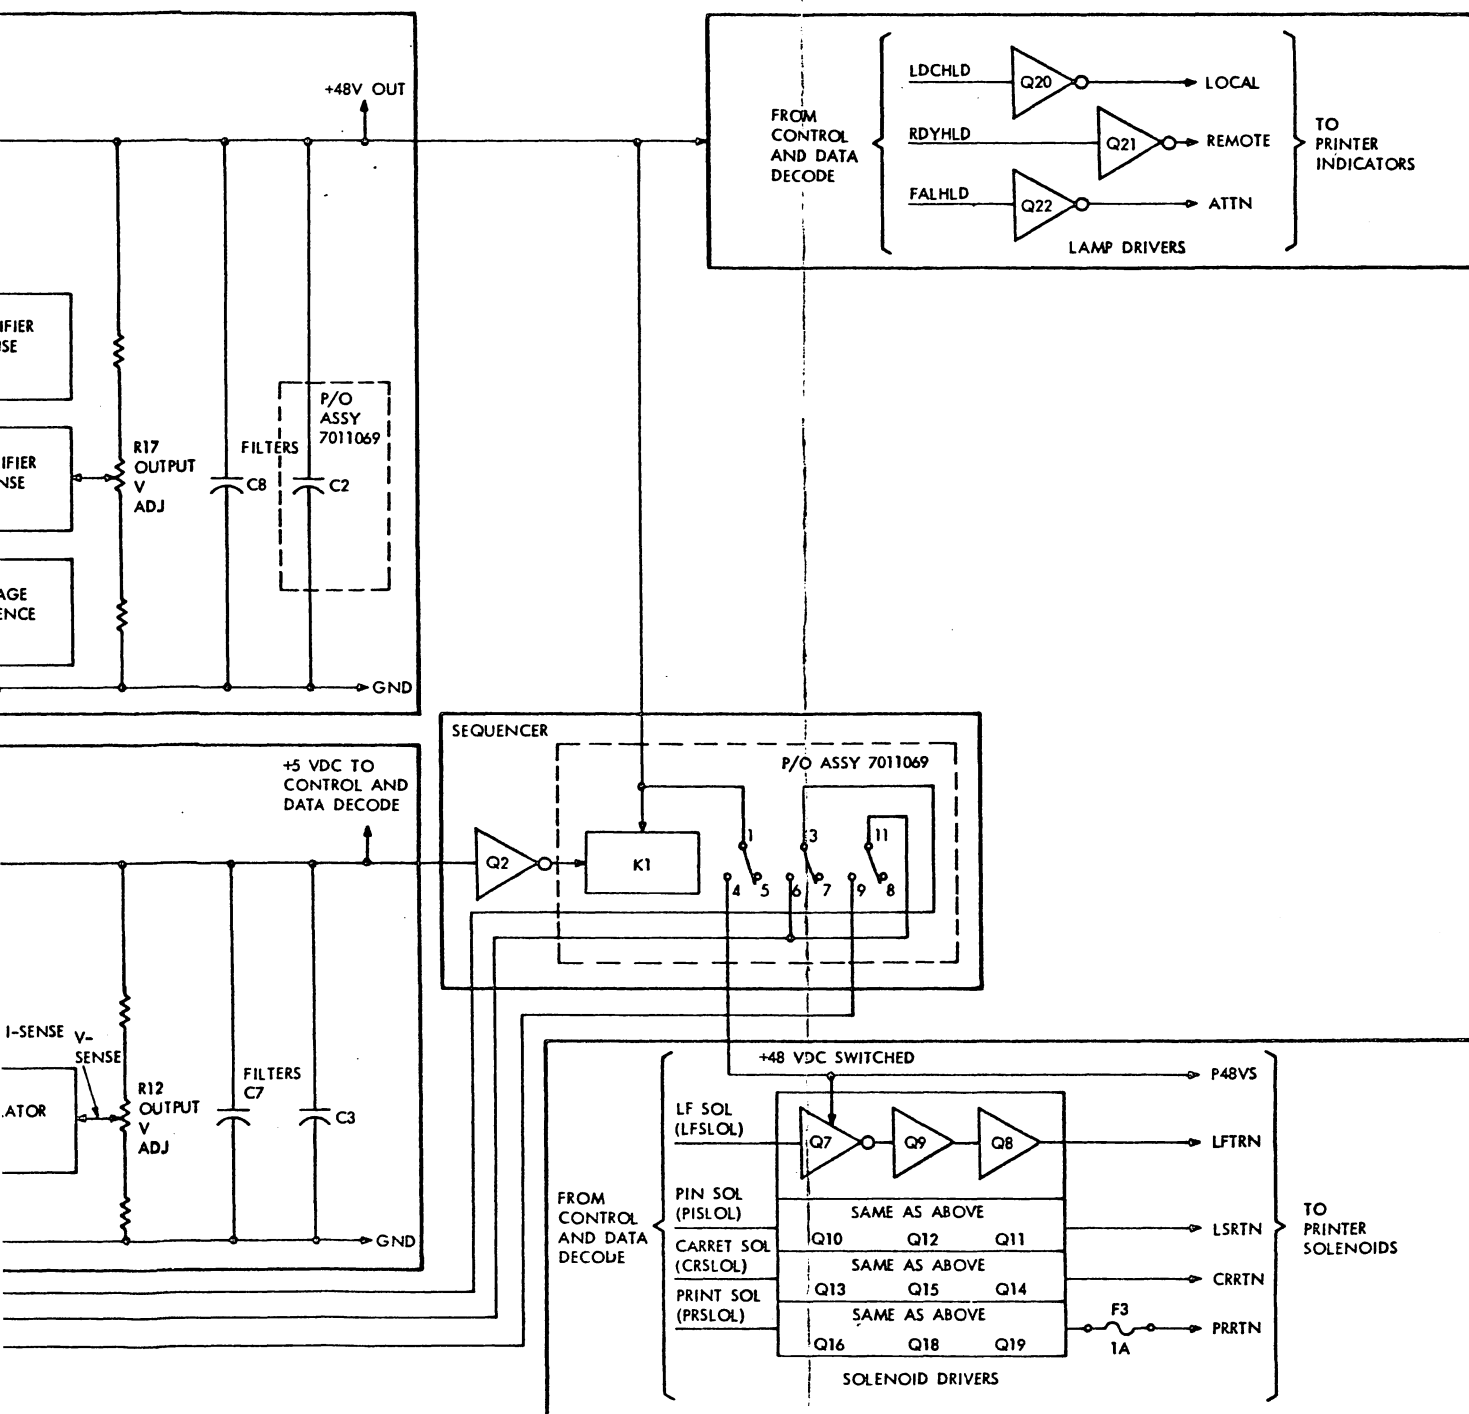 +48V OUT
IFIER
ISE
IFIER
NSE
AGE
ENCE
R17
OUTPUT
V
ADJ
FILTERS
C8
P/O
ASSY
7011069
C2
GND
FROM
CONTROL
AND DATA
DECODE
LDCHLD
Q20
LOCAL
RDYHLD
Q21
REMOTE
FALHLD
Q22
ATTN
LAMP DRIVERS
TO
PRINTER
INDICATORS
SEQUENCER
P/O ASSY 7011069
Q2
K1
1
3
11
4
5
6
7
9
8
+5 VDC TO
CONTROL AND
DATA DECODE
I-SENSE
V-
SENSE
.ATOR
R12
OUTPUT
V
ADJ
FILTERS
C7
C3
GND
+48 VDC SWITCHED
P48VS
FROM
CONTROL
AND DATA
DECODE
LF SOL
(LFSLOL)
Q7
Q9
Q8
LFTRN
PIN SOL
(PISLOL)
SAME AS ABOVE
Q10
Q12
Q11
LSRTN
CARRET SOL
(CRSLOL)
SAME AS ABOVE
Q13
Q15
Q14
CRRTN
PRINT SOL
(PRSLOL)
SAME AS ABOVE
Q16
Q18
Q19
F3
1A
PRRTN
SOLENOID DRIVERS
TO
PRINTER
SOLENOIDS